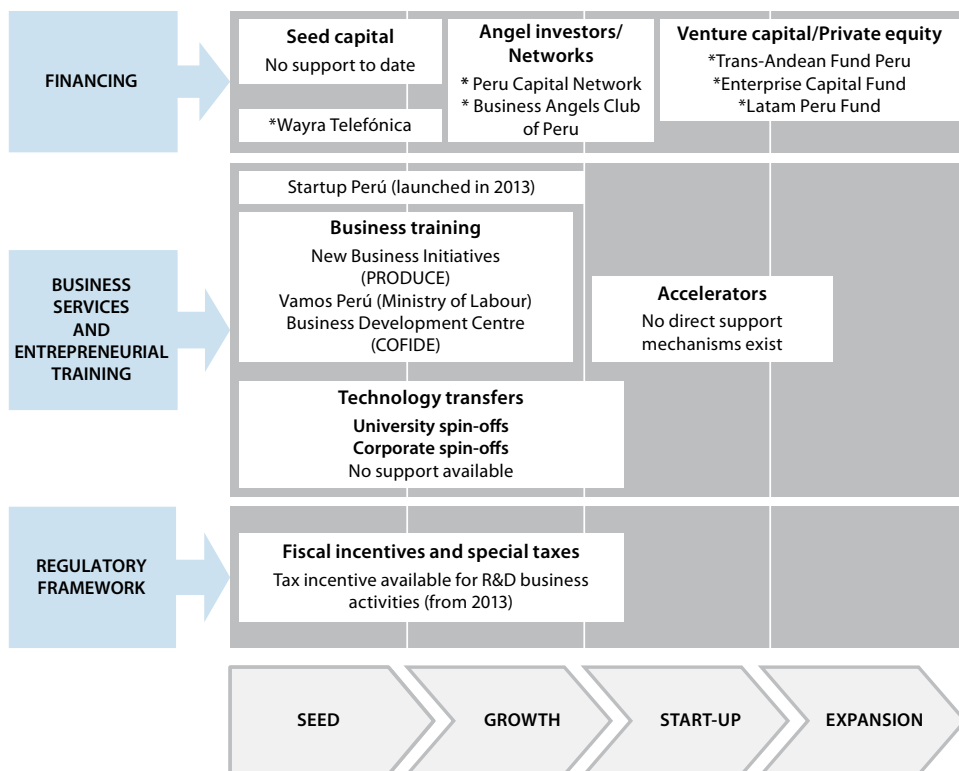 FINANCING
Seed capital
No support to date
*Wayra Telefónica
Angel investors/
Networks
* Peru Capital Network
* Business Angels Club
of Peru
Venture capital/Private equity
*Trans-Andean Fund Peru
*Enterprise Capital Fund
*Latam Peru Fund
BUSINESS
SERVICES
AND
ENTREPRENEURIAL
TRAINING
Startup Perú (launched in 2013)
Business training
New Business Initiatives
(PRODUCE)
Vamos Perú (Ministry of Labour)
Business Development Centre
(COFIDE)
Accelerators
No direct support
mechanisms exist
Technology transfers
University spin-offs
Corporate spin-offs
No support available
REGULATORY
FRAMEWORK
Fiscal incentives and special taxes
Tax incentive available for R&D business
activities (from 2013)
SEED
GROWTH
START-UP
EXPANSION